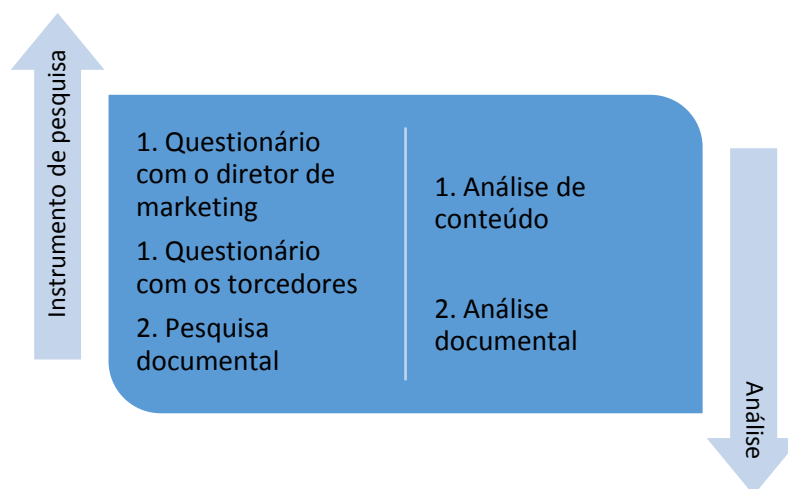 Instrumento de pesquisa
1. Questionário
com o diretor de
marketing
1. Questionário
com os torcedores
2. Pesquisa
documental
1. Análise de
conteúdo
2. Análise
documental
Análise